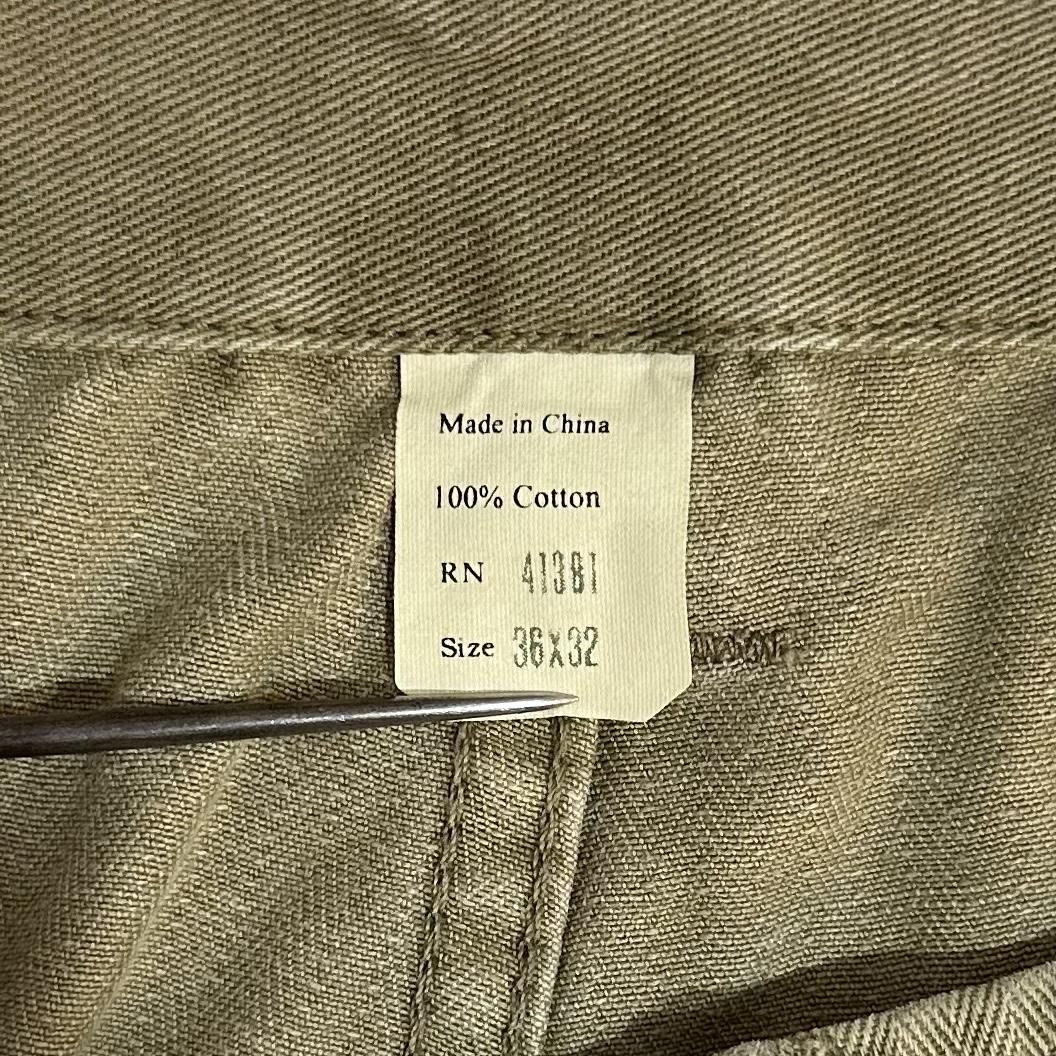 Made in China
100% Cotton
RN 41381
Size 36X32